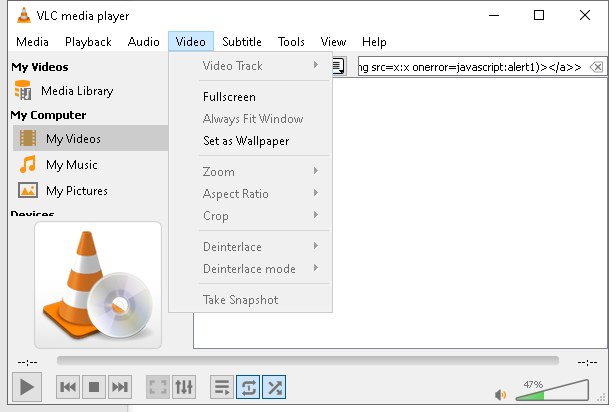 VLC media player
Media Playback Audio Video Subtitle Tools View Help
My Videos
Media Library
My Computer
My Videos
My Music
My Pictures
Devices
Video Track
Fullscreen
Always Fit Window
Set as Wallpaper
Zoom
Aspect Ratio
Crop
Deinterlace
Deinterlace mode
Take Snapshot
src=x:x onerror=javascript:alert1)></a>>
--:-- --:--
47%